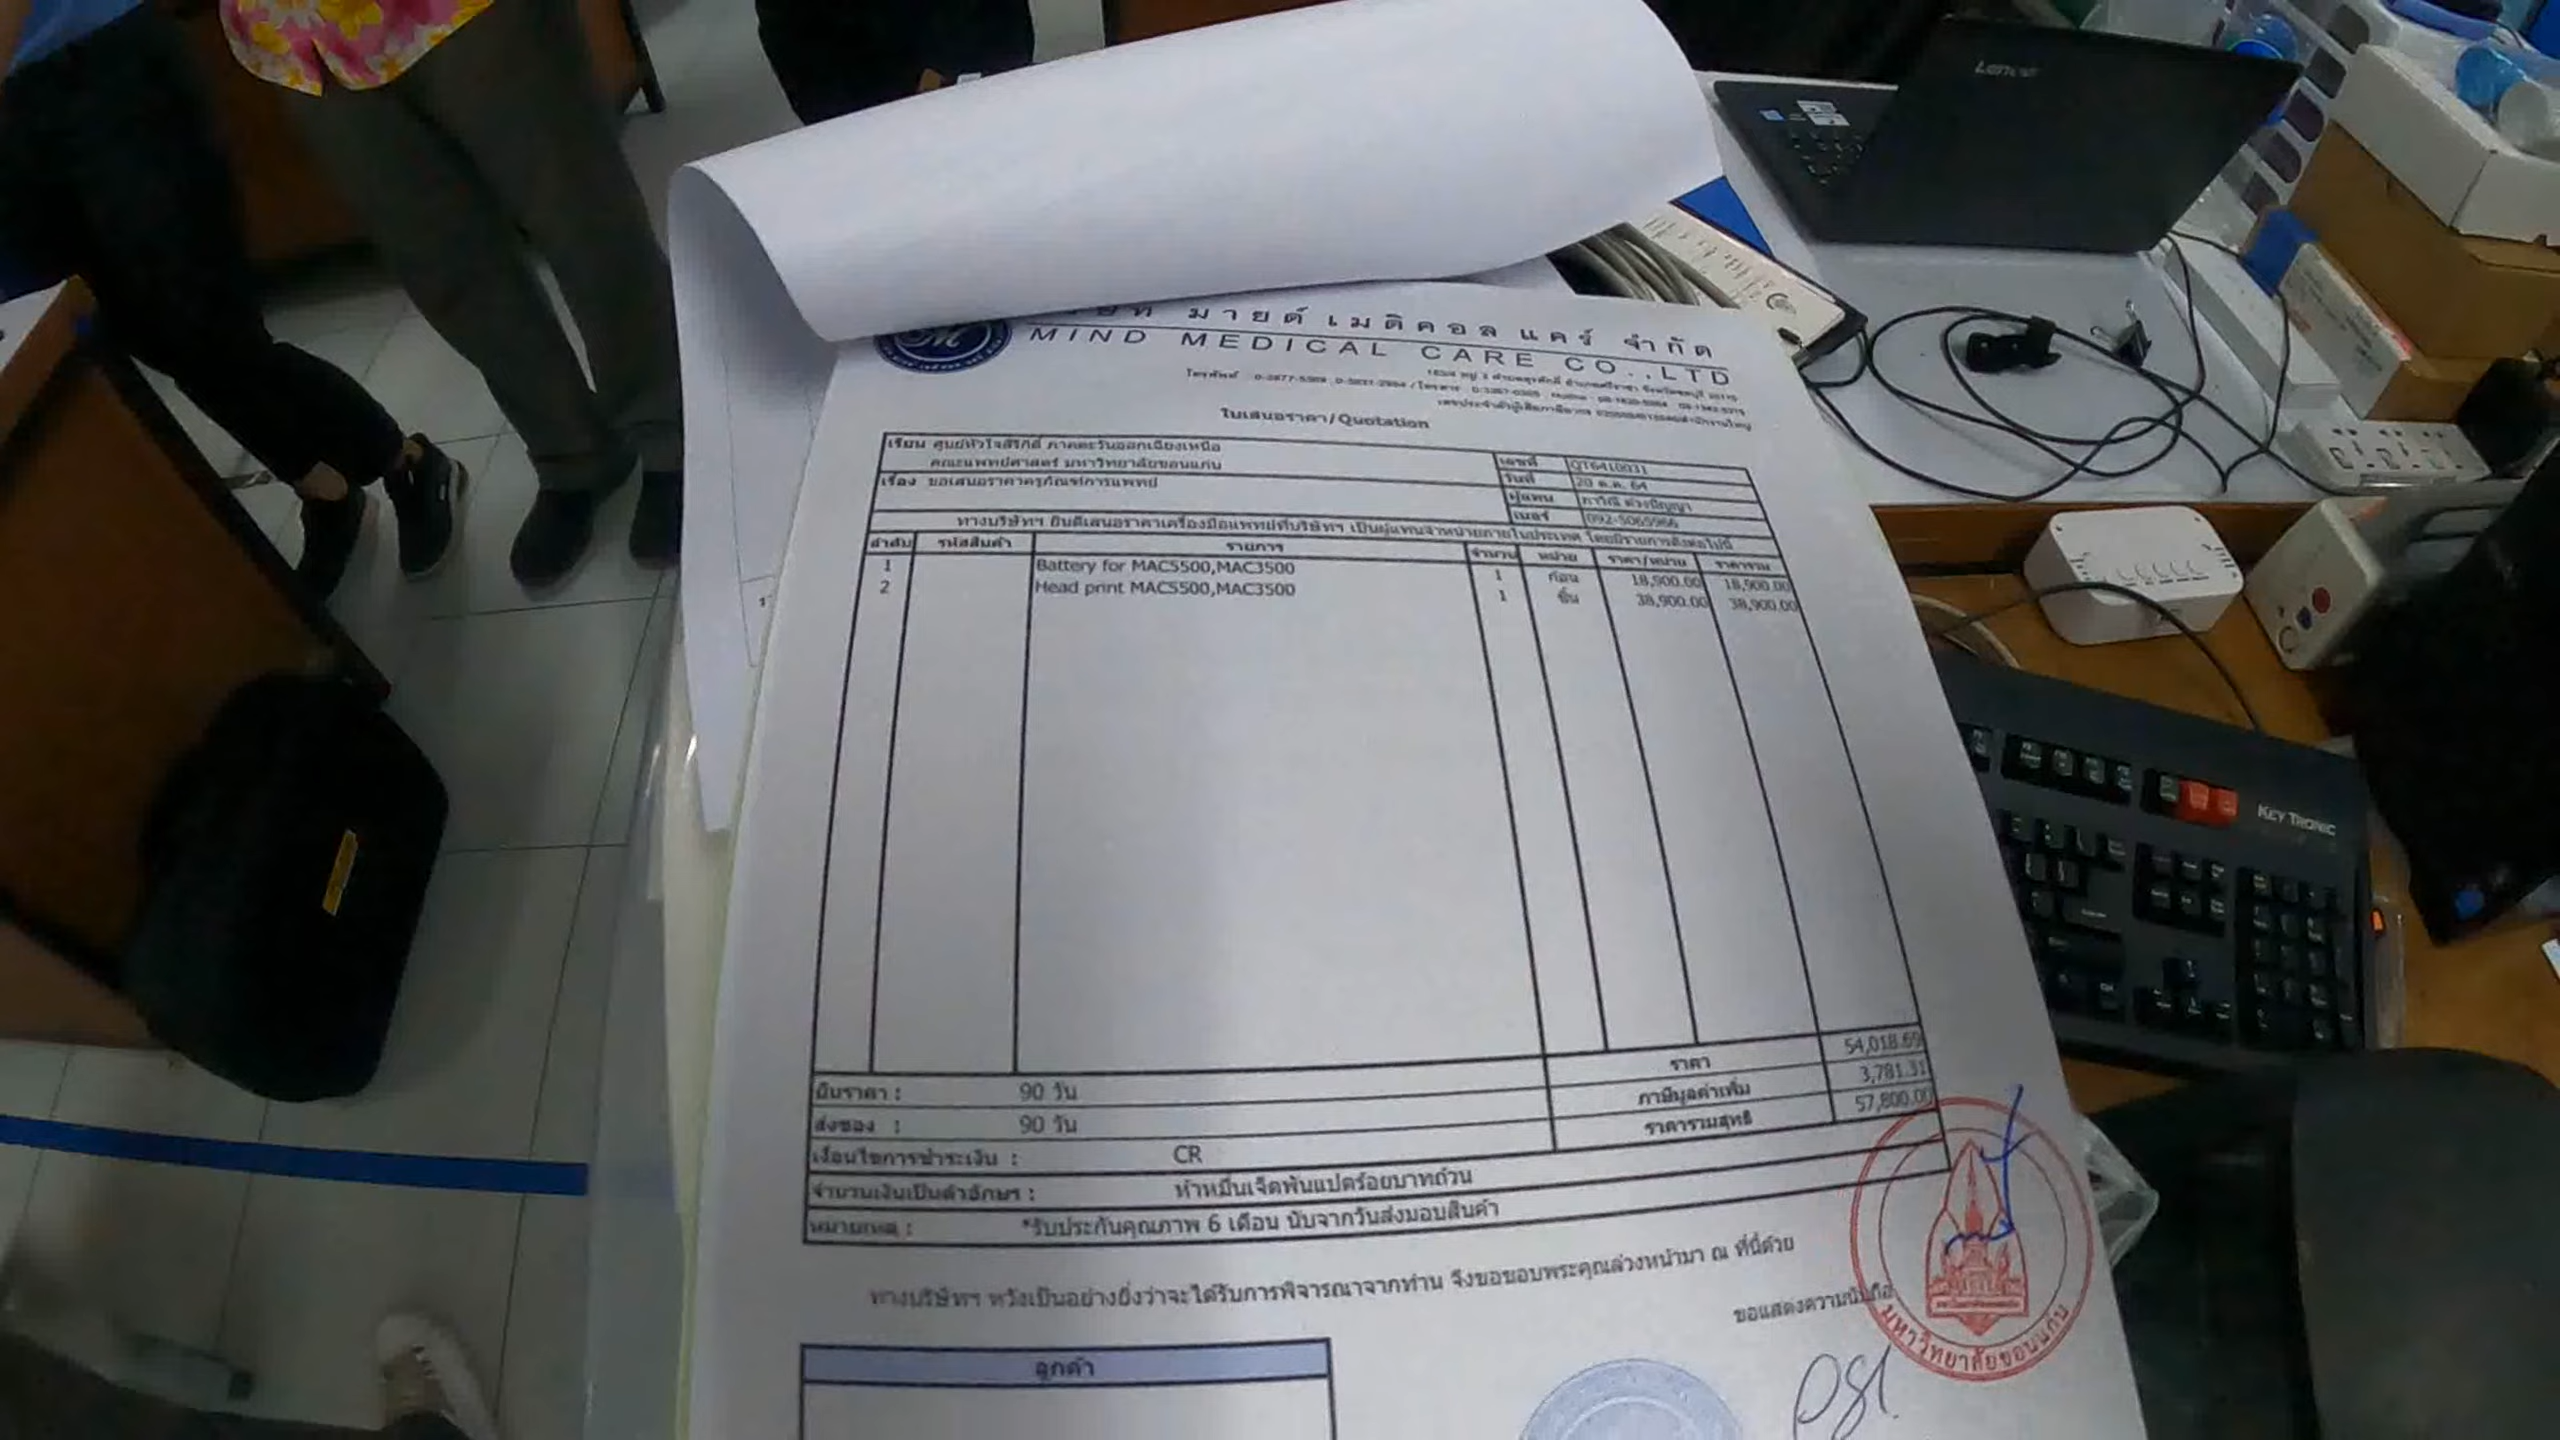 มายด์ เมดิคอล แคร์ จำกัด
MIND MEDICAL CARE CO.,LTD
ใบเสนอราคา/Quotation
เรียน ศูนย์หัวใจสิริกิติ์ ภาคตะวันออกเฉียงเหนือ
คณะแพทย์ศาสตร์ มหาวิทยาลัยขอนแก่น
เลขที่ QT6410031
เรื่อง ขอเสนอราคาครุภัณฑ์การแพทย์
วันที่ 20 ต.ค. 64
ผู้แทน
เบอร์ 092-5065966
ทางบริษัทฯ ยินดีเสนอราคาเครื่องมือแพทย์ที่บริษัทฯ เป็นผู้แทนจำหน่ายภายในประเทศ โดยมีรายการดังต่อไปนี้
ลำดับ รหัสสินค้า รายการ จำนวน หน่วย ราคา/หน่วย ราคารวม
1 Battery for MAC5500,MAC3500 1 ก้อน 18,900.00 18,900.00
2 Head print MAC5500,MAC3500 1 ชิ้น 38,900.00 38,900.00
ราคา 54,018.69
ยืนราคา : 90 วัน ภาษีมูลค่าเพิ่ม 3,781.31
ส่งของ : 90 วัน ราคารวมสุทธิ 57,800.00
เงื่อนไขการชำระเงิน : CR
จำนวนเงินเป็นตัวอักษร : ห้าหมื่นเจ็ดพันแปดร้อยบาทถ้วน
หมายเหตุ : *รับประกันคุณภาพ 6 เดือน นับจากวันส่งมอบสินค้า
ทางบริษัทฯ หวังเป็นอย่างยิ่งว่าจะได้รับการพิจารณาจากท่าน จึงขอขอบพระคุณล่วงหน้ามา ณ ที่นี้ด้วย
ขอแสดงความนับถือ
มหาวิทยาลัยขอนแก่น
ลูกค้า
Lenovo
KEY TRONIC